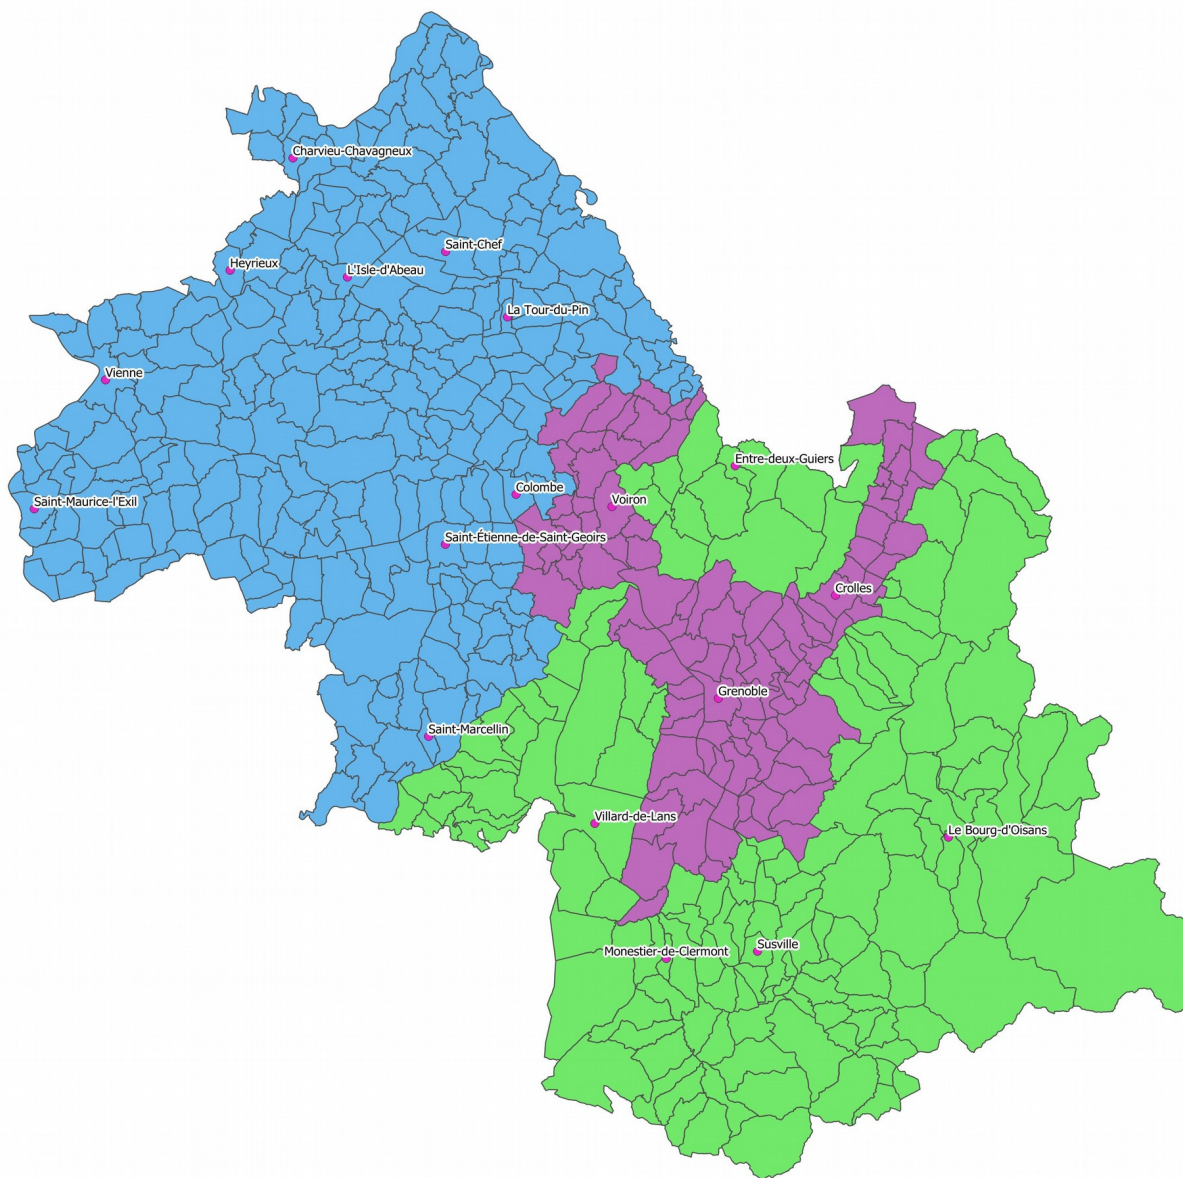 Charvieu-Chavagneux
Saint-Chef
Heyrieux
L'Isle-d'Abeau
La Tour-du-Pin
Vienne
Entre-deux-Guiers
Colombe
Saint-Maurice-l'Exil
Voiron
Saint-Étienne-de-Saint-Geoirs
Crolles
Grenoble
Saint-Marcellin
Villard-de-Lans
Le Bourg-d'Oisans
Monestier-de-Clermont
Susville